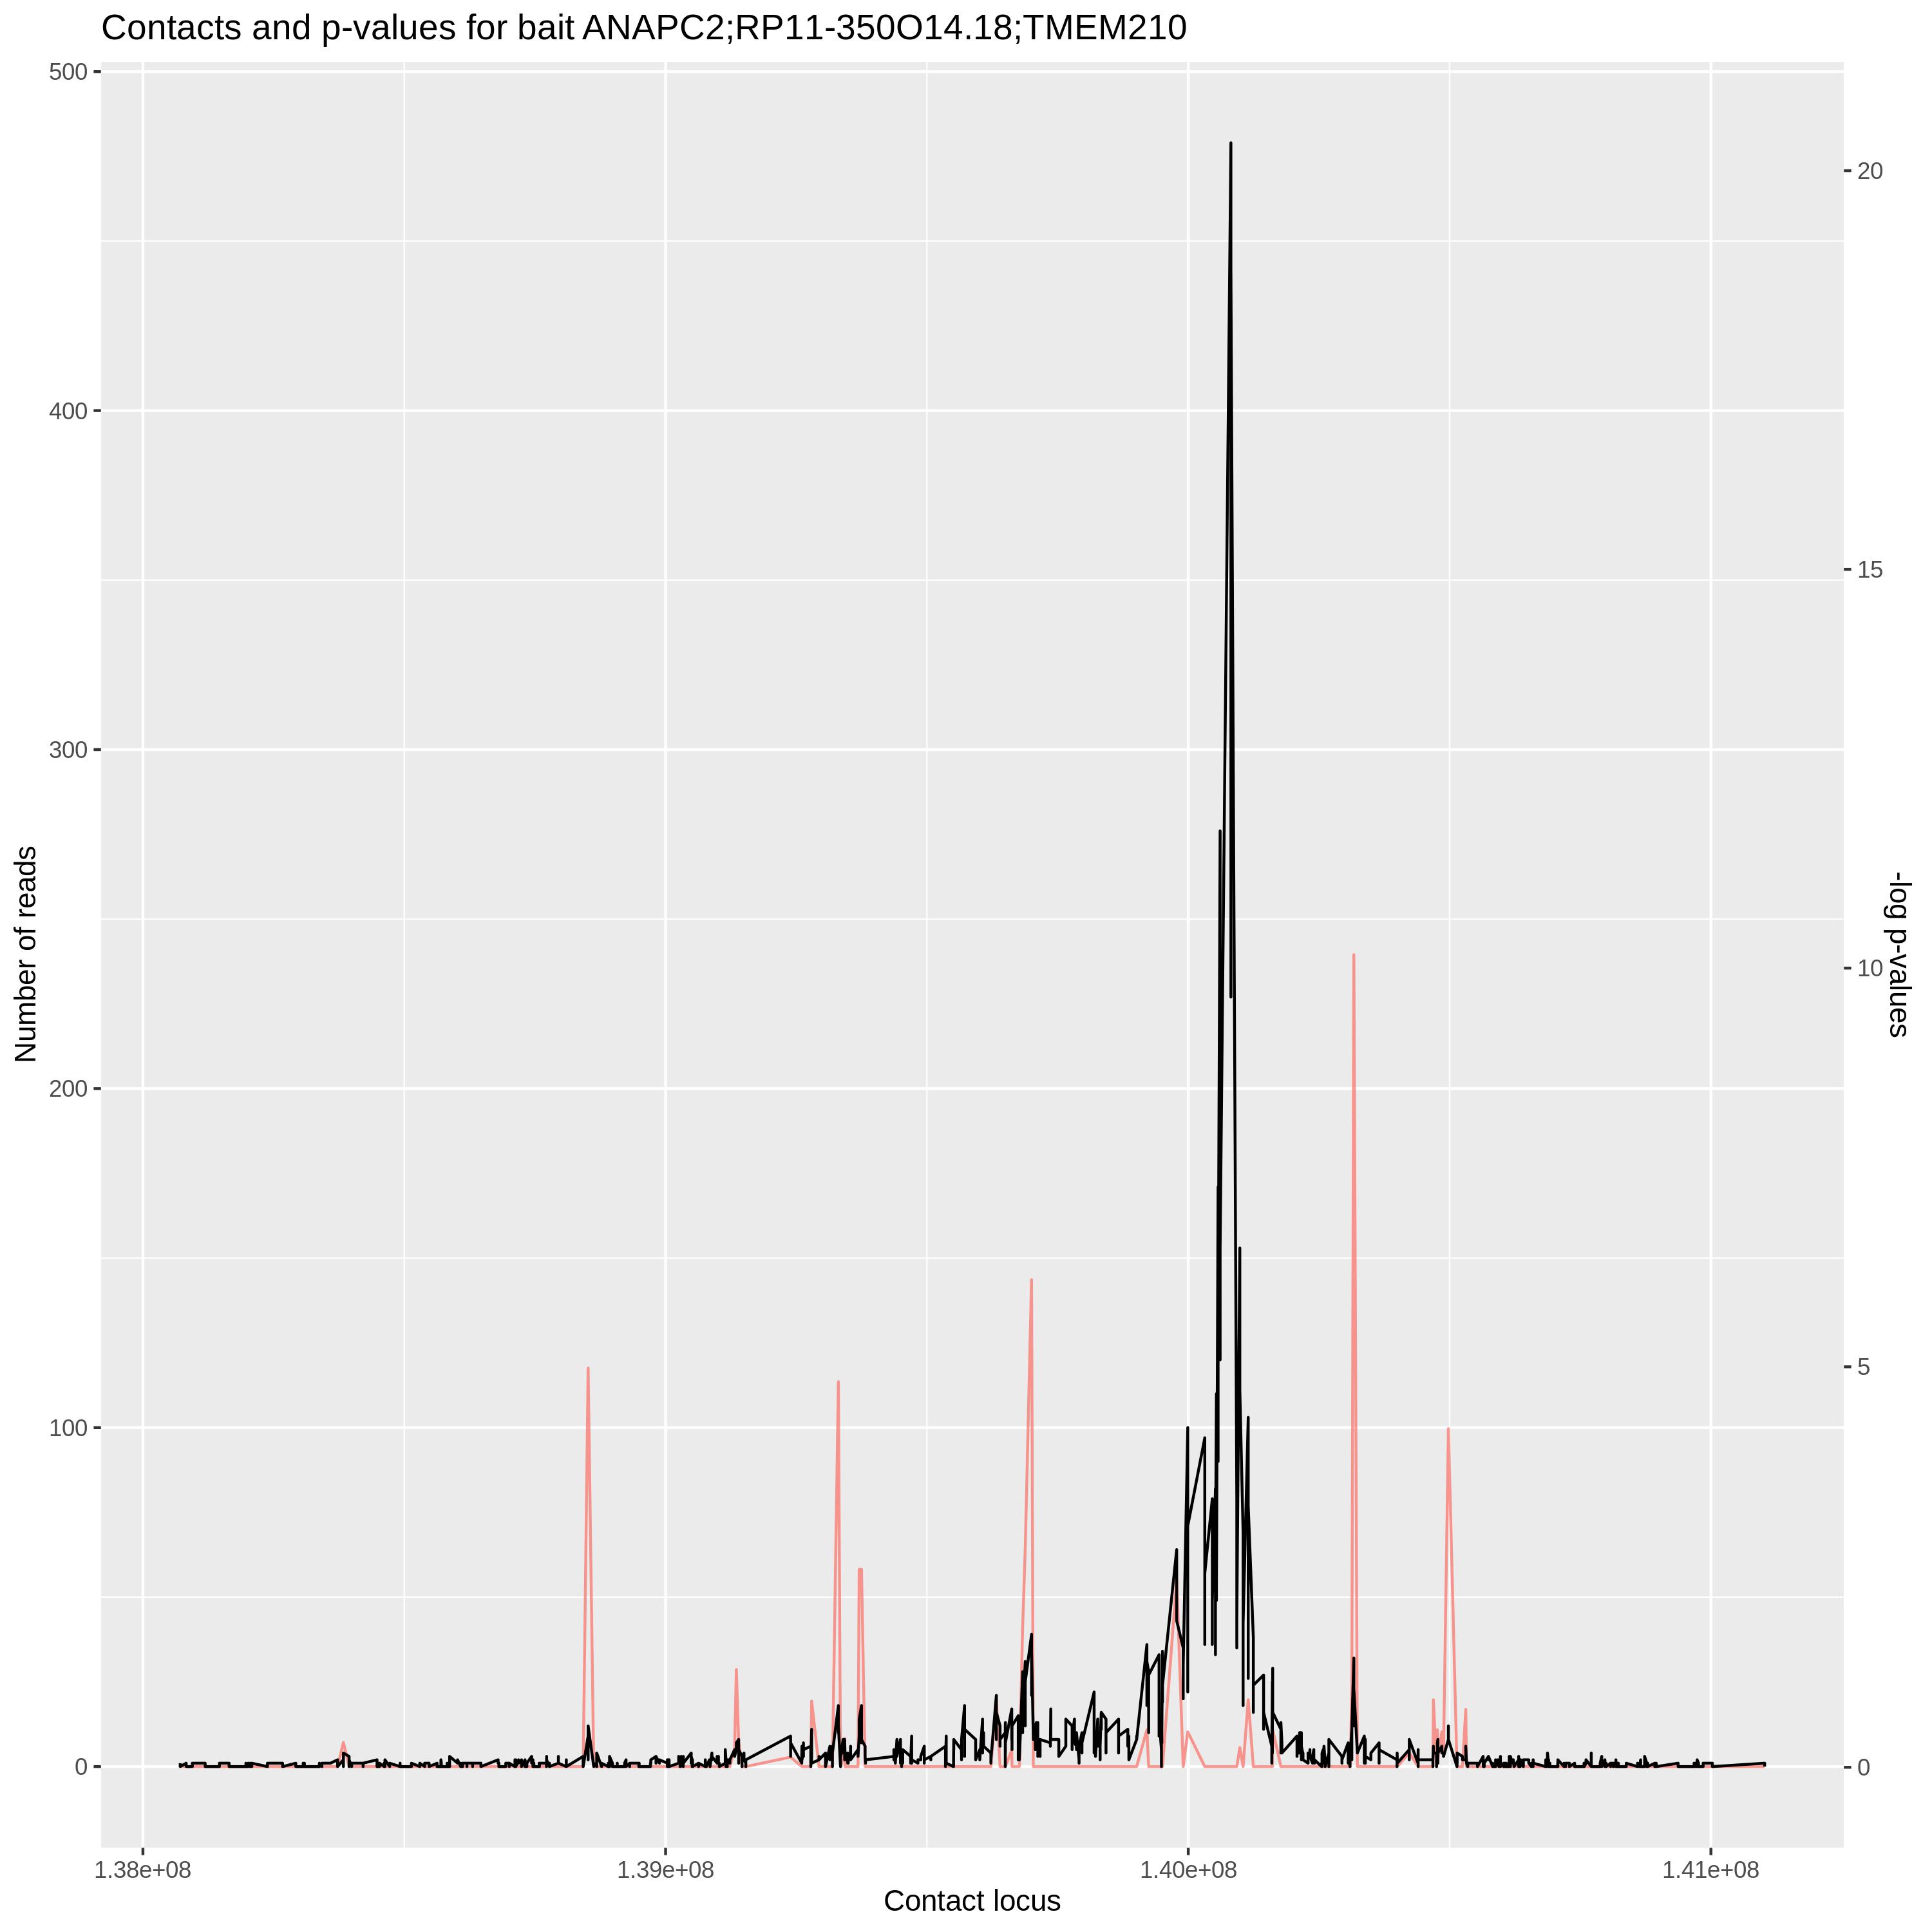 Contacts and p-values for bait ANAPC2;RP11-350O14.18;TMEM210
500
400
300
200
100
0
Number of reads
20
15
10
5
0
-log p-values
1.38e+08
1.39e+08
1.40e+08
1.41e+08
Contact locus